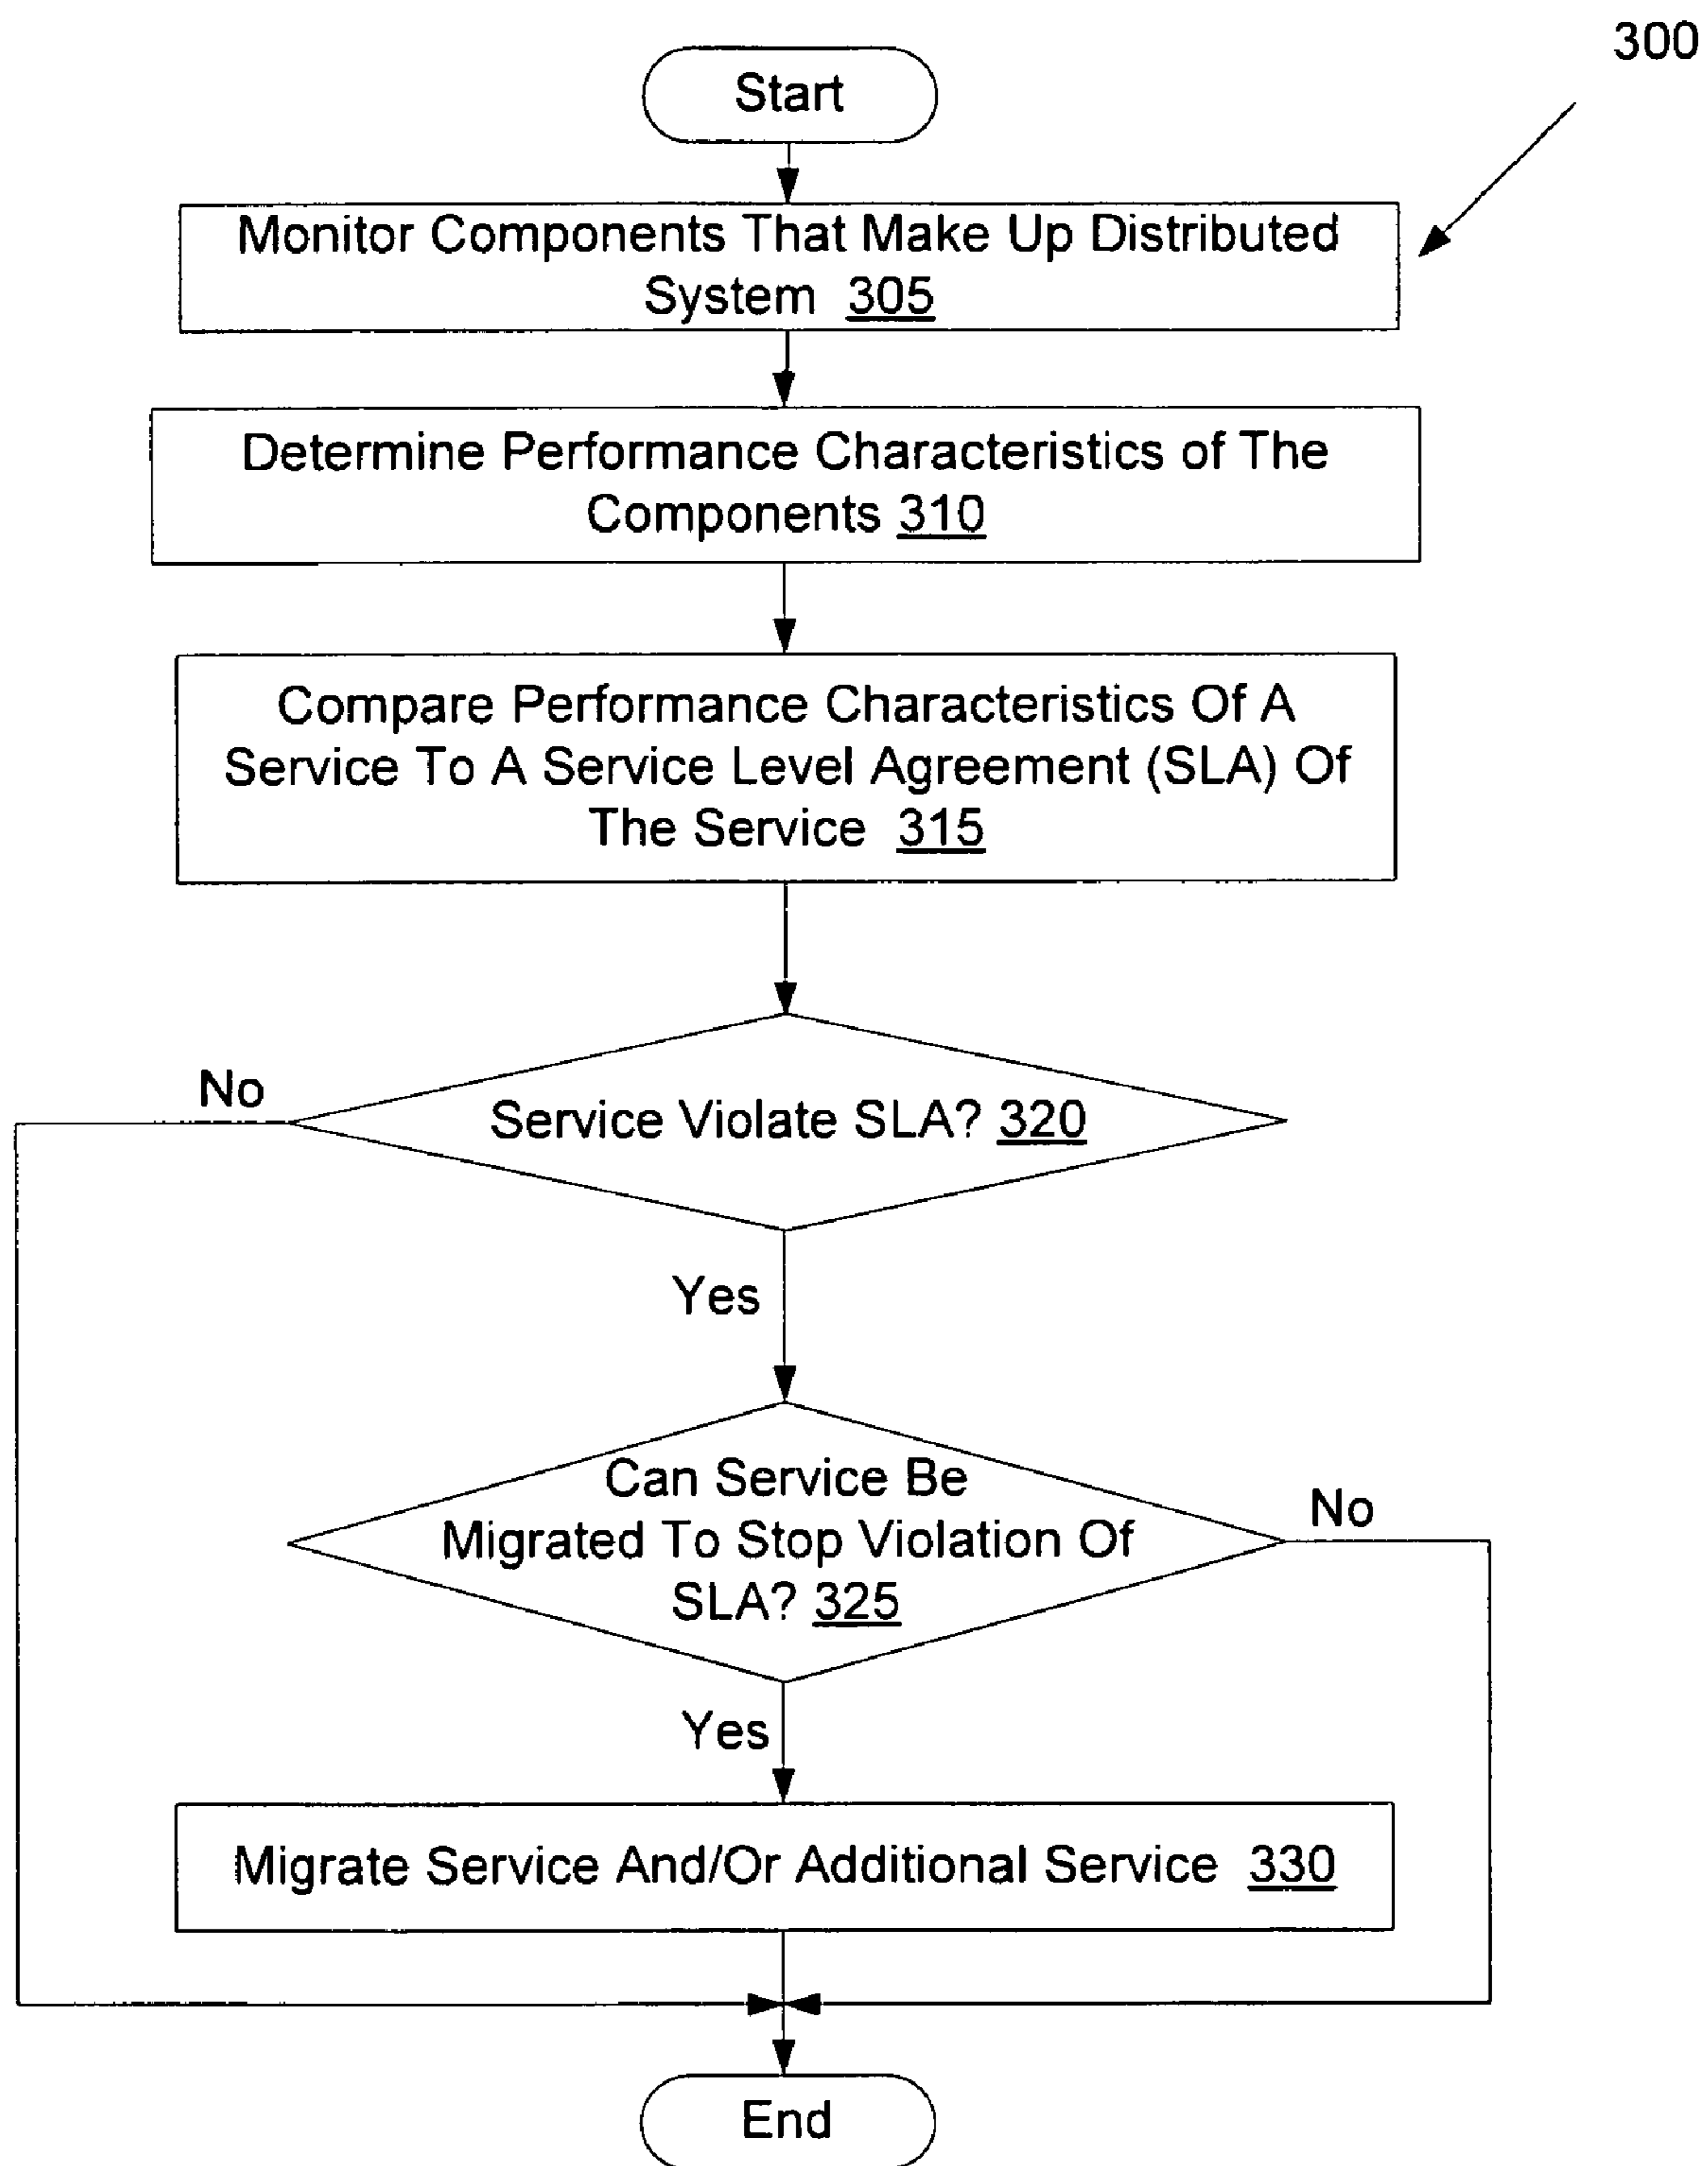 300
Start
Monitor Components That Make Up Distributed
System 305
Determine Performance Characteristics of The
Components 310
Compare Performance Characteristics Of A
Service To A Service Level Agreement (SLA) Of
The Service 315
No
Service Violate SLA? 320
Yes
Can Service Be
Migrated To Stop Violation Of
SLA? 325
No
Yes
Migrate Service And/Or Additional Service 330
End